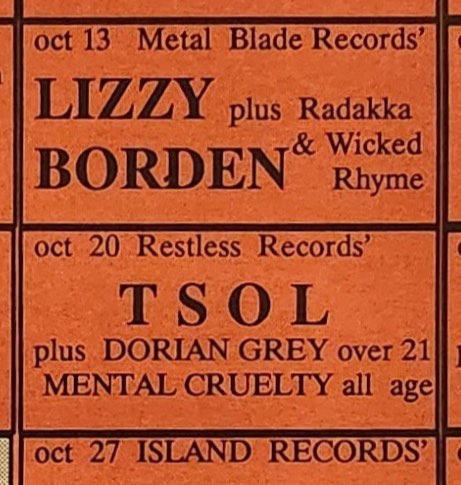 oct 13 Metal Blade Records'
LIZZY plus Radakka
BORDEN & Wicked
Rhyme
oct 20 Restless Records'
T S O L
plus DORIAN GREY over 21
MENTAL CRUELTY all age
oct 27 ISLAND RECORDS'